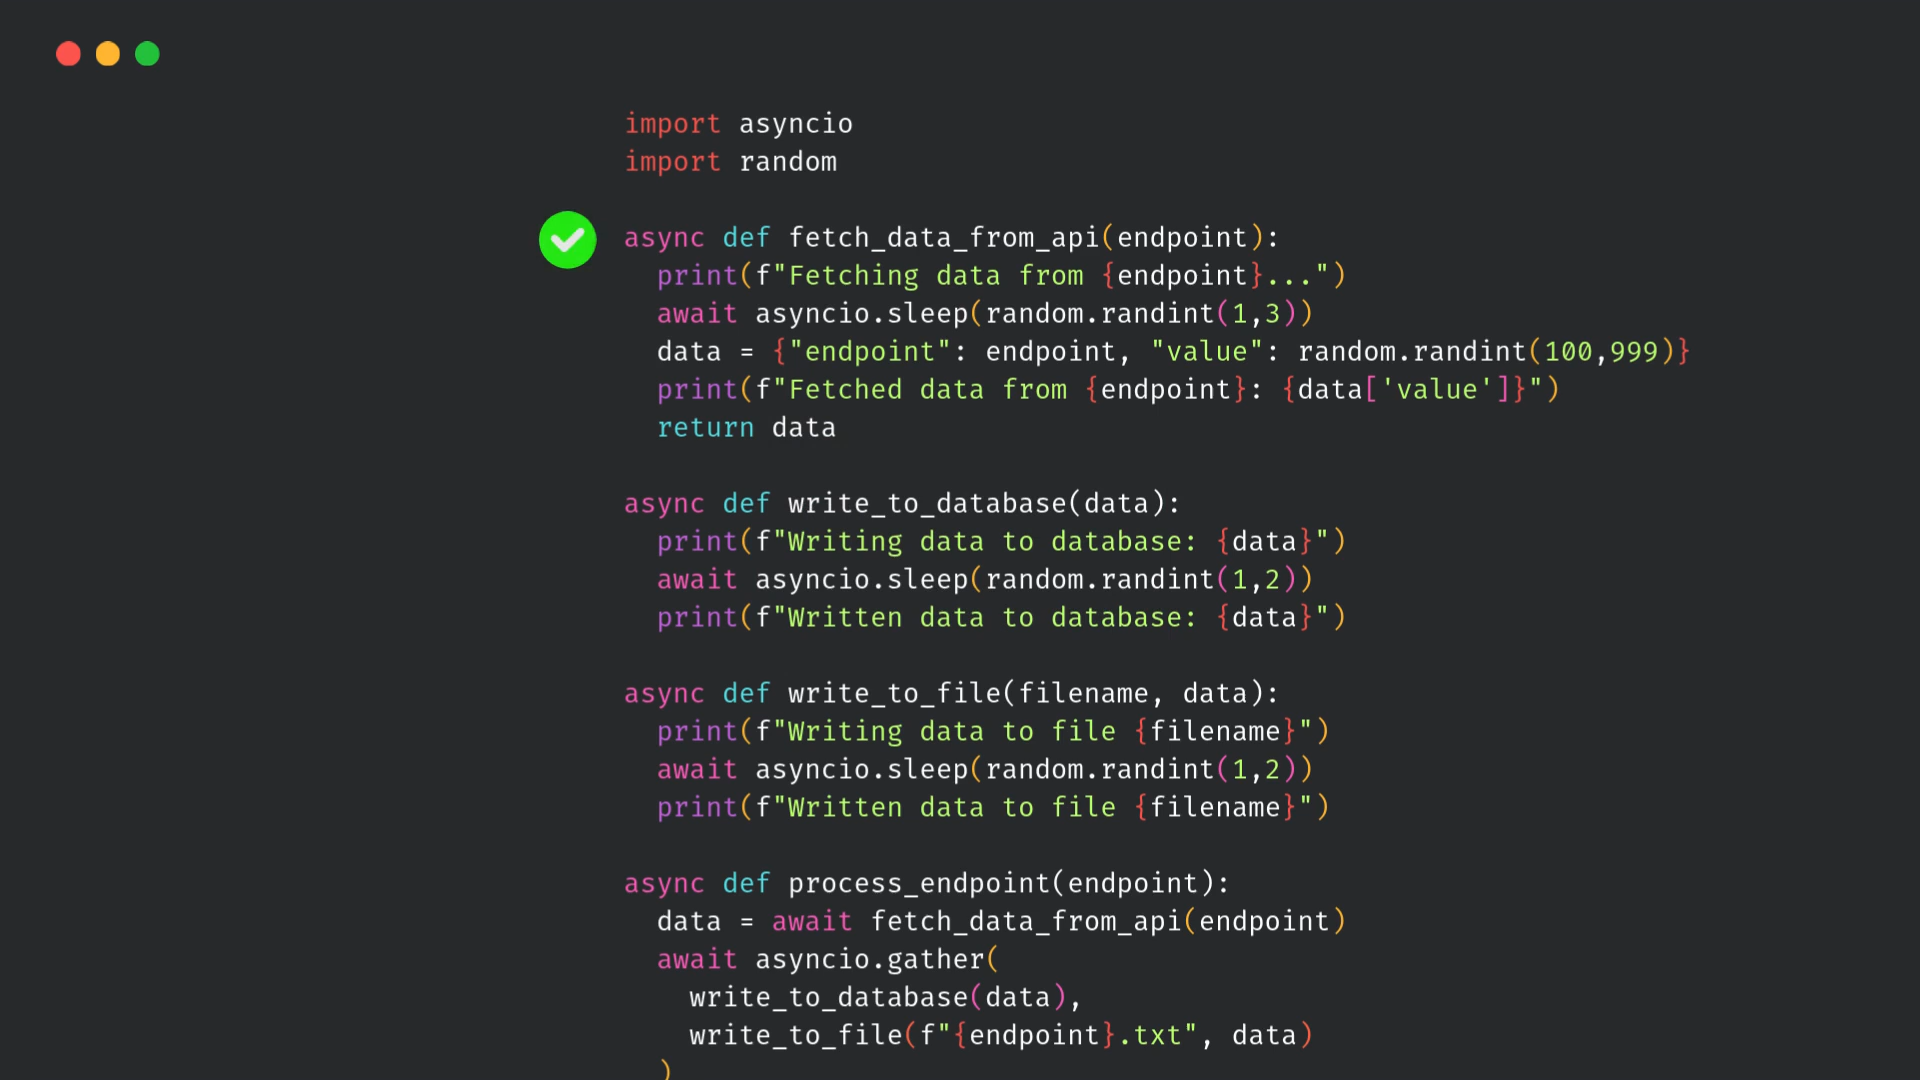 import asyncio
import random

async def fetch_data_from_api(endpoint):
  print(f"Fetching data from {endpoint}...")
  await asyncio.sleep(random.randint(1,3))
  data = {"endpoint": endpoint, "value": random.randint(100,999)}
  print(f"Fetched data from {endpoint}: {data['value']}")
  return data

async def write_to_database(data):
  print(f"Writing data to database: {data}")
  await asyncio.sleep(random.randint(1,2))
  print(f"Written data to database: {data}")

async def write_to_file(filename, data):
  print(f"Writing data to file {filename}")
  await asyncio.sleep(random.randint(1,2))
  print(f"Written data to file {filename}")

async def process_endpoint(endpoint):
  data = await fetch_data_from_api(endpoint)
  await asyncio.gather(
    write_to_database(data),
    write_to_file(f"{endpoint}.txt", data)
  )